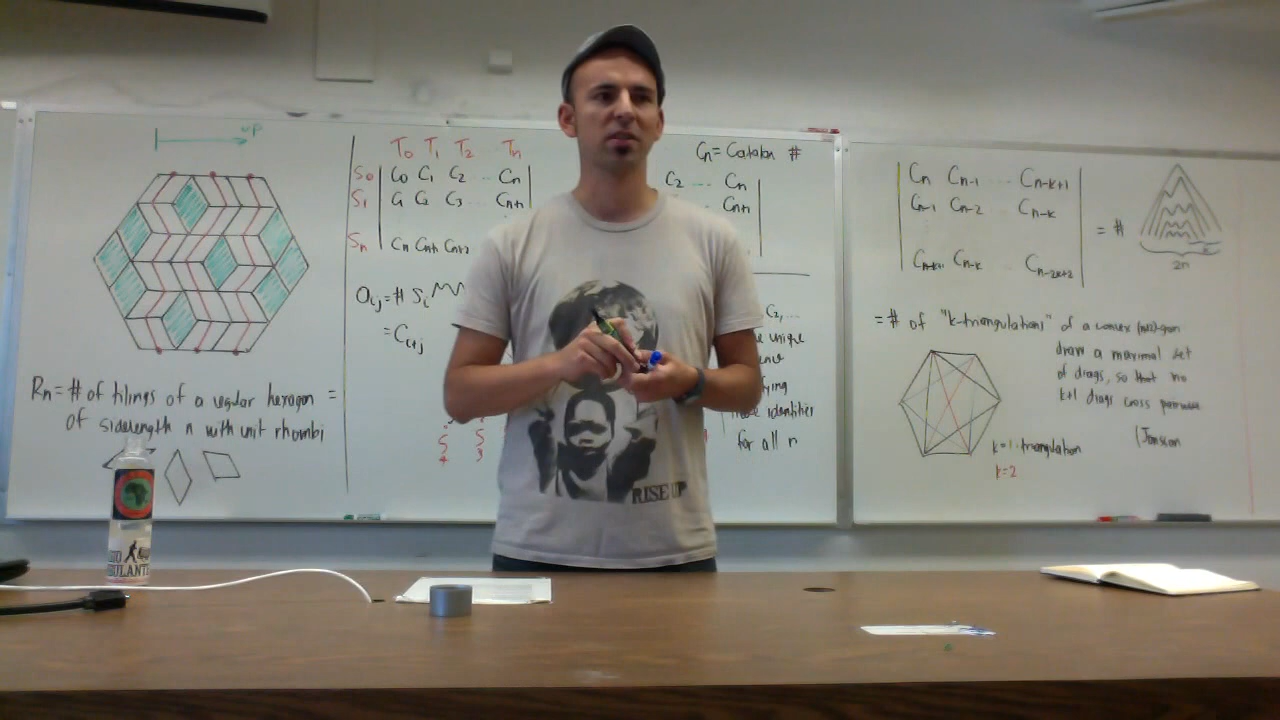 up
Rn = # of tilings of a regular hexagon =
of sidelength n with unit rhombi
T0 T1 T2 Tn
S0 C0 C1 C2 ... Cn
S1 C1 C2 C3 ... Cn+1
Sn Cn Cn+1 Cn+2
aij = # Si
= Ci+j
Cn = Catalan #
C2 ... Cn
Cn+1
C2, ...
unique
identities
for all n
Cn Cn-1 ... Cn-k+1
Cn-1 Cn-2 ... Cn-k
Cn-k+1 Cn-k ... Cn-2k+2
= #
k
2n
= # of "k-triangulations" of a convex
draw a maximal set
of diags, so that no
k+1 diags cross
k=1 triangulation
k=2
(Jonsson
RISE UP